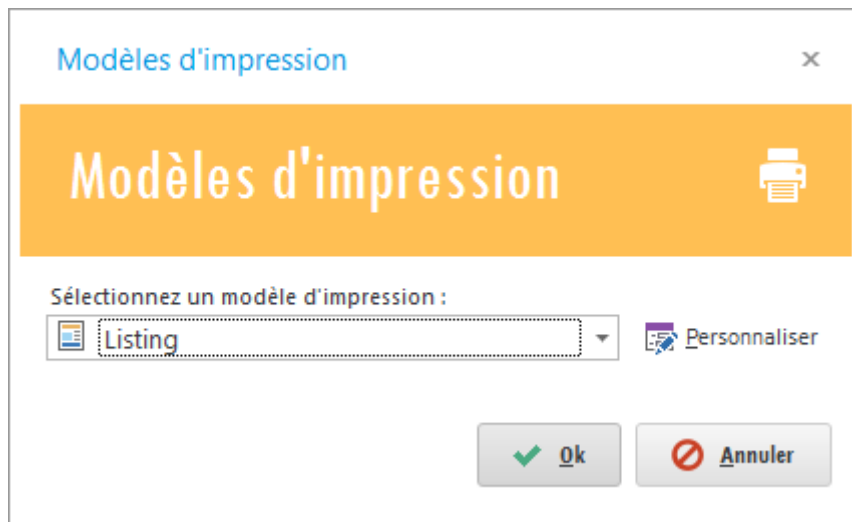 Modèles d'impression
Modèles d'impression
Sélectionnez un modèle d'impression :
Listing
Personnaliser
Ok
Annuler